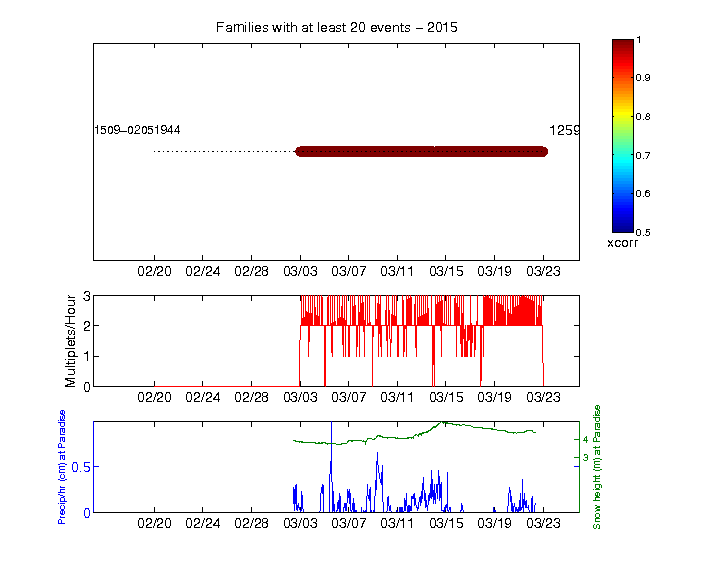 Families with at least 20 events − 2015
1509−02051944
1259
02/20 02/24 02/28 03/03 03/07 03/11 03/15 03/19 03/23
1
0.9
0.8
0.7
0.6
0.5
xcorr
Multiplets/Hour
3
2
1
0
02/20 02/24 02/28 03/03 03/07 03/11 03/15 03/19 03/23
Precip/hr (cm) at Paradise
0.5
0
4
3
Snow height (m) at Paradise
02/20 02/24 02/28 03/03 03/07 03/11 03/15 03/19 03/23